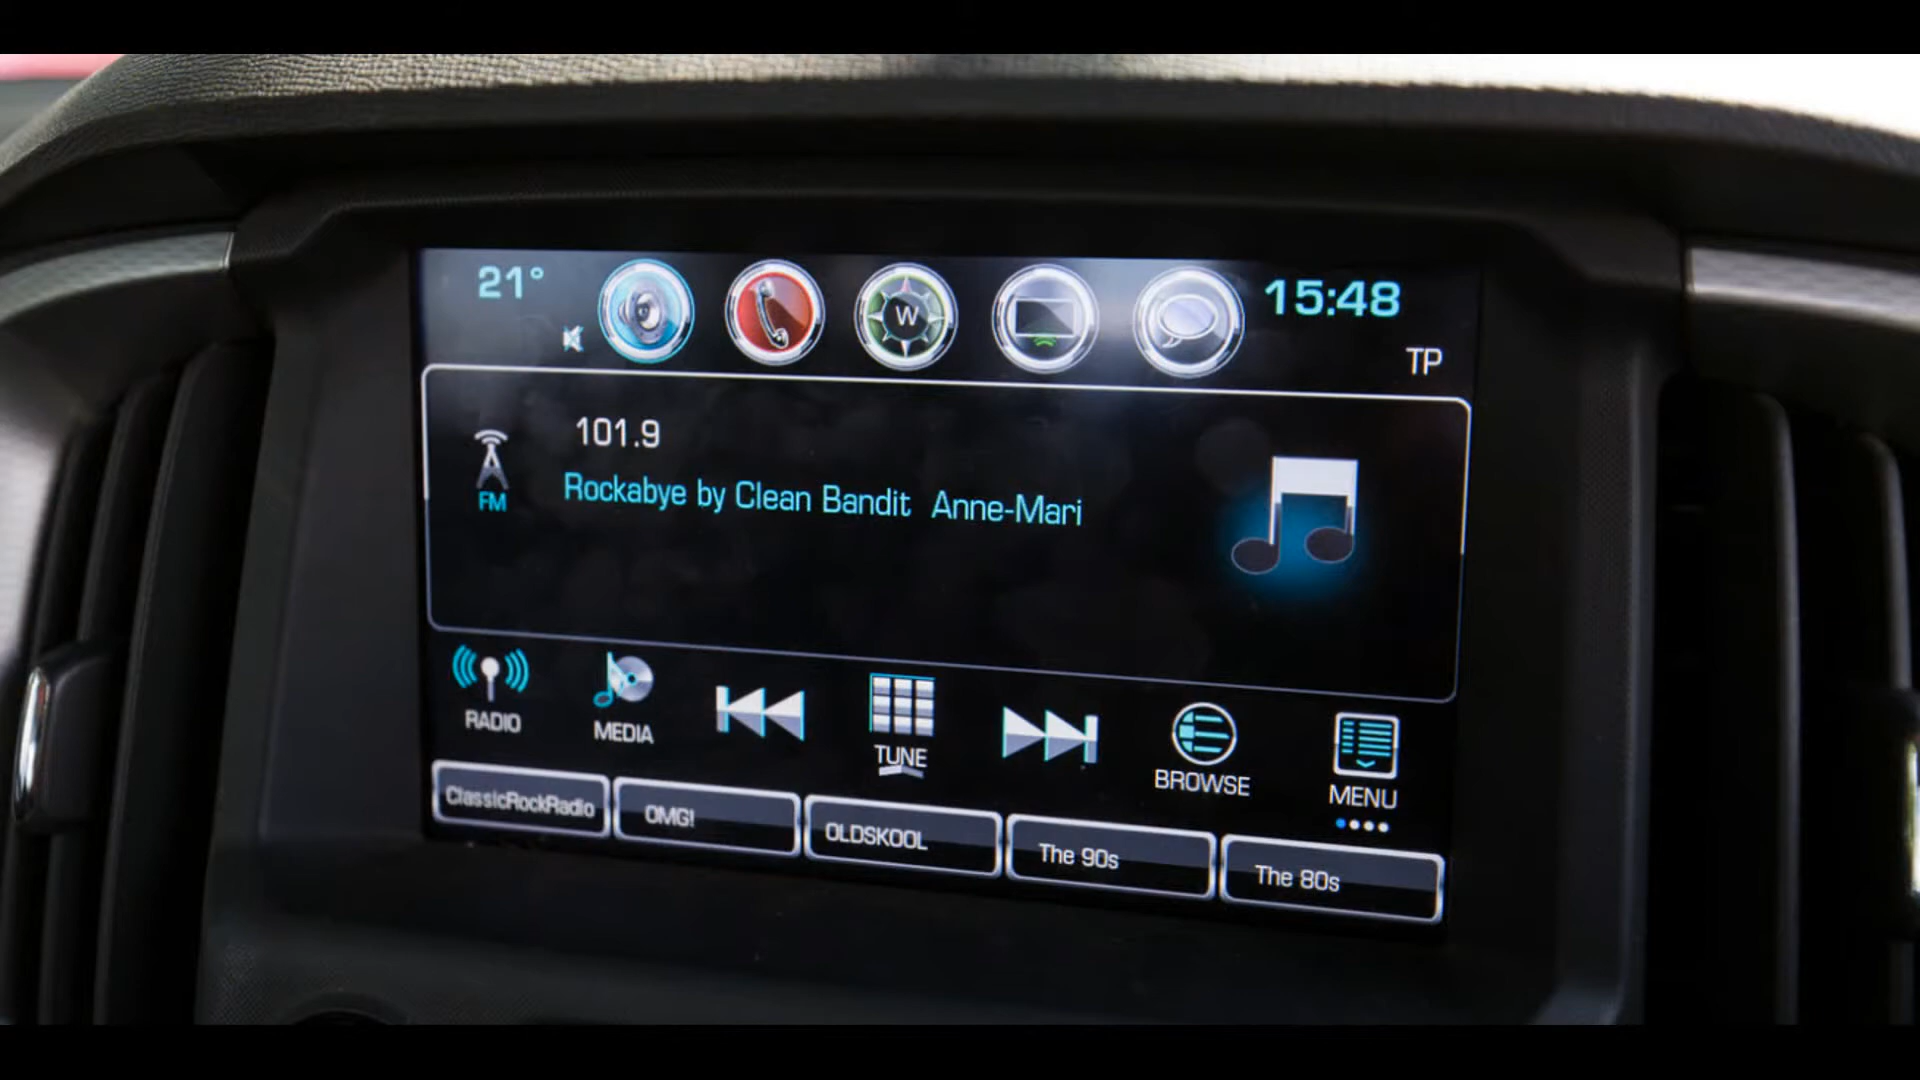 21°
W
15:48
TP
101.9
FM
Rockabye by Clean Bandit Anne-Mari
RADIO
MEDIA
TUNE
BROWSE
MENU
ClassicRockRadio
OMG!
OLDSKOOL
The 90s
The 80s